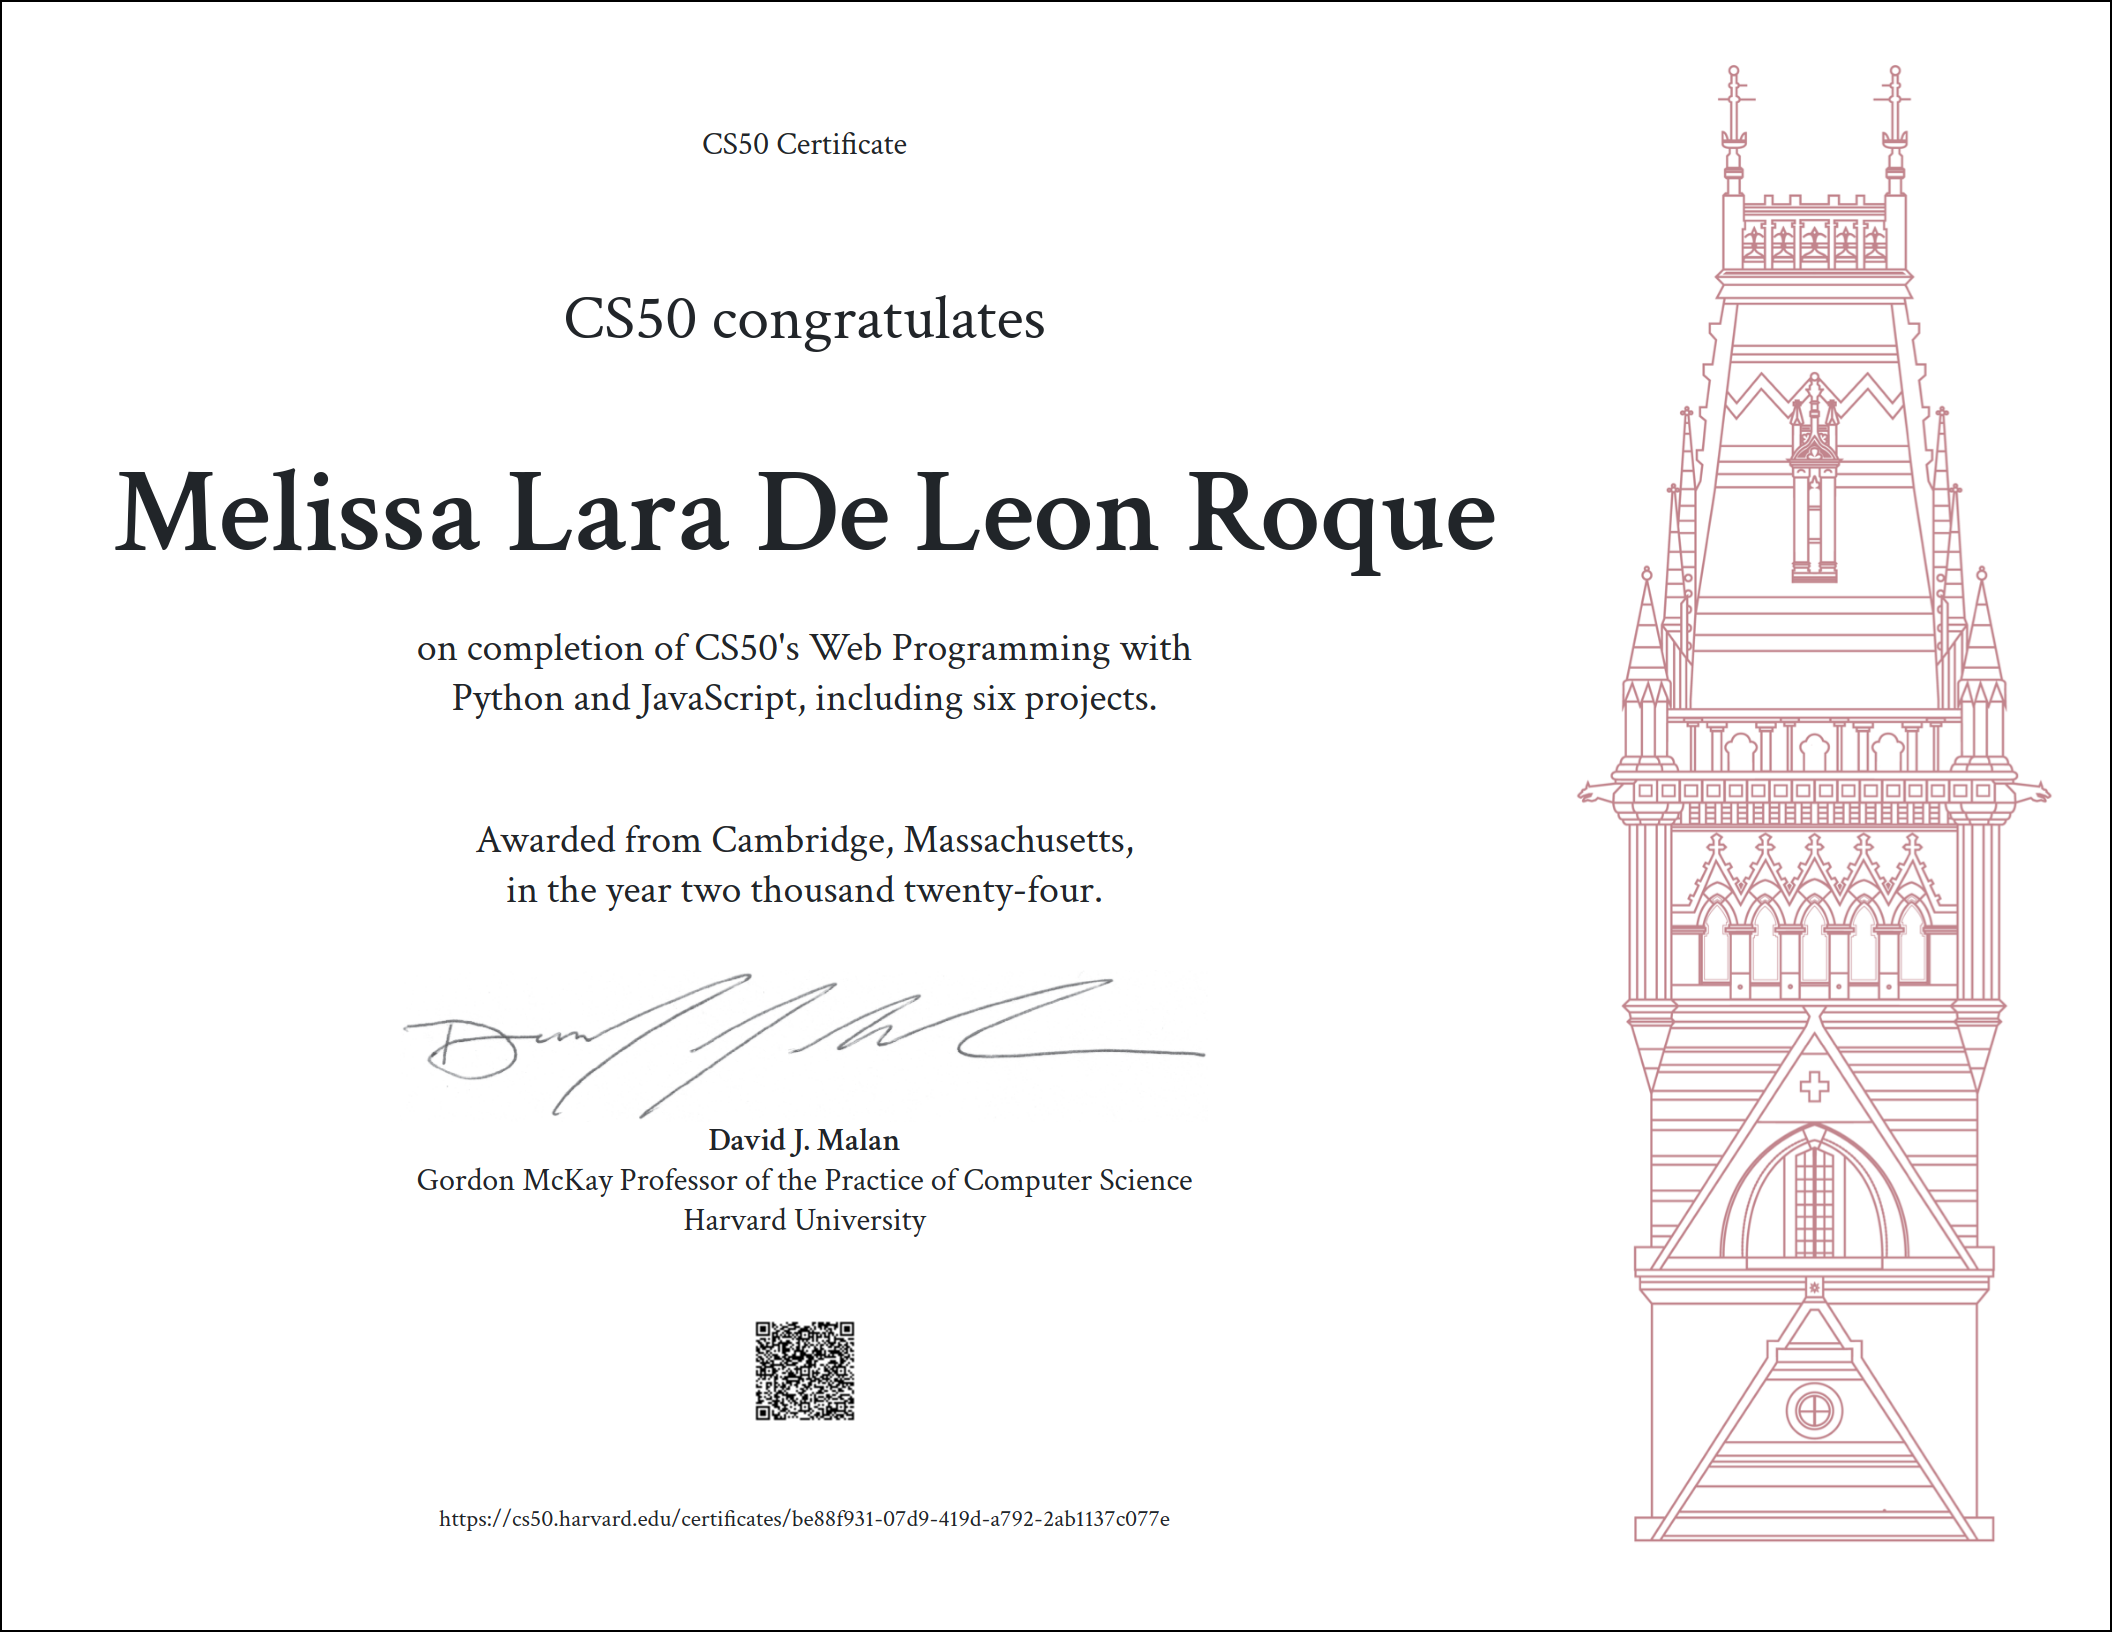 CS50 Certificate
CS50 congratulates
Melissa Lara De Leon Roque
on completion of CS50's Web Programming with
Python and JavaScript, including six projects.
Awarded from Cambridge, Massachusetts,
in the year two thousand twenty-four.
David J. Malan
Gordon McKay Professor of the Practice of Computer Science
Harvard University
https://cs50.harvard.edu/certificates/be88f931-07d9-419d-a792-2ab1137c077e